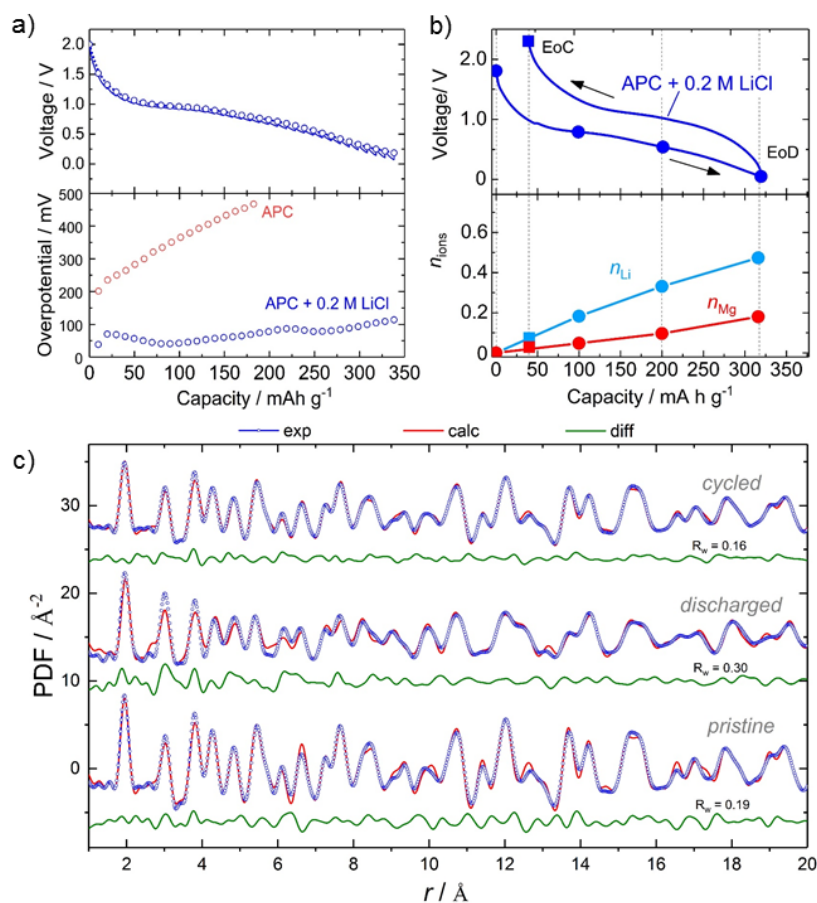 a)
2.0
1.5
1.0
0.5
0.0
Voltage / V
500
400
300
200
100
0
Overpotential / mV
APC
APC + 0.2 M LiCl
0 50 100 150 200 250 300 350
Capacity / mAh g-1
b)
EoC
2.0
1.0
0
Voltage/ V
APC + 0.2 M LiCl
EoD
0.6
0.4
0.2
0
nions
nLi
nMg
0 50 100 150 200 250 300 350
Capacity / mA h g-1
exp calc diff
c)
cycled
30
Rw = 0.16
20
discharged
Rw = 0.30
10
pristine
0
Rw = 0.19
PDF / Å-2
2 4 6 8 10 12 14 16 18 20
r / Å